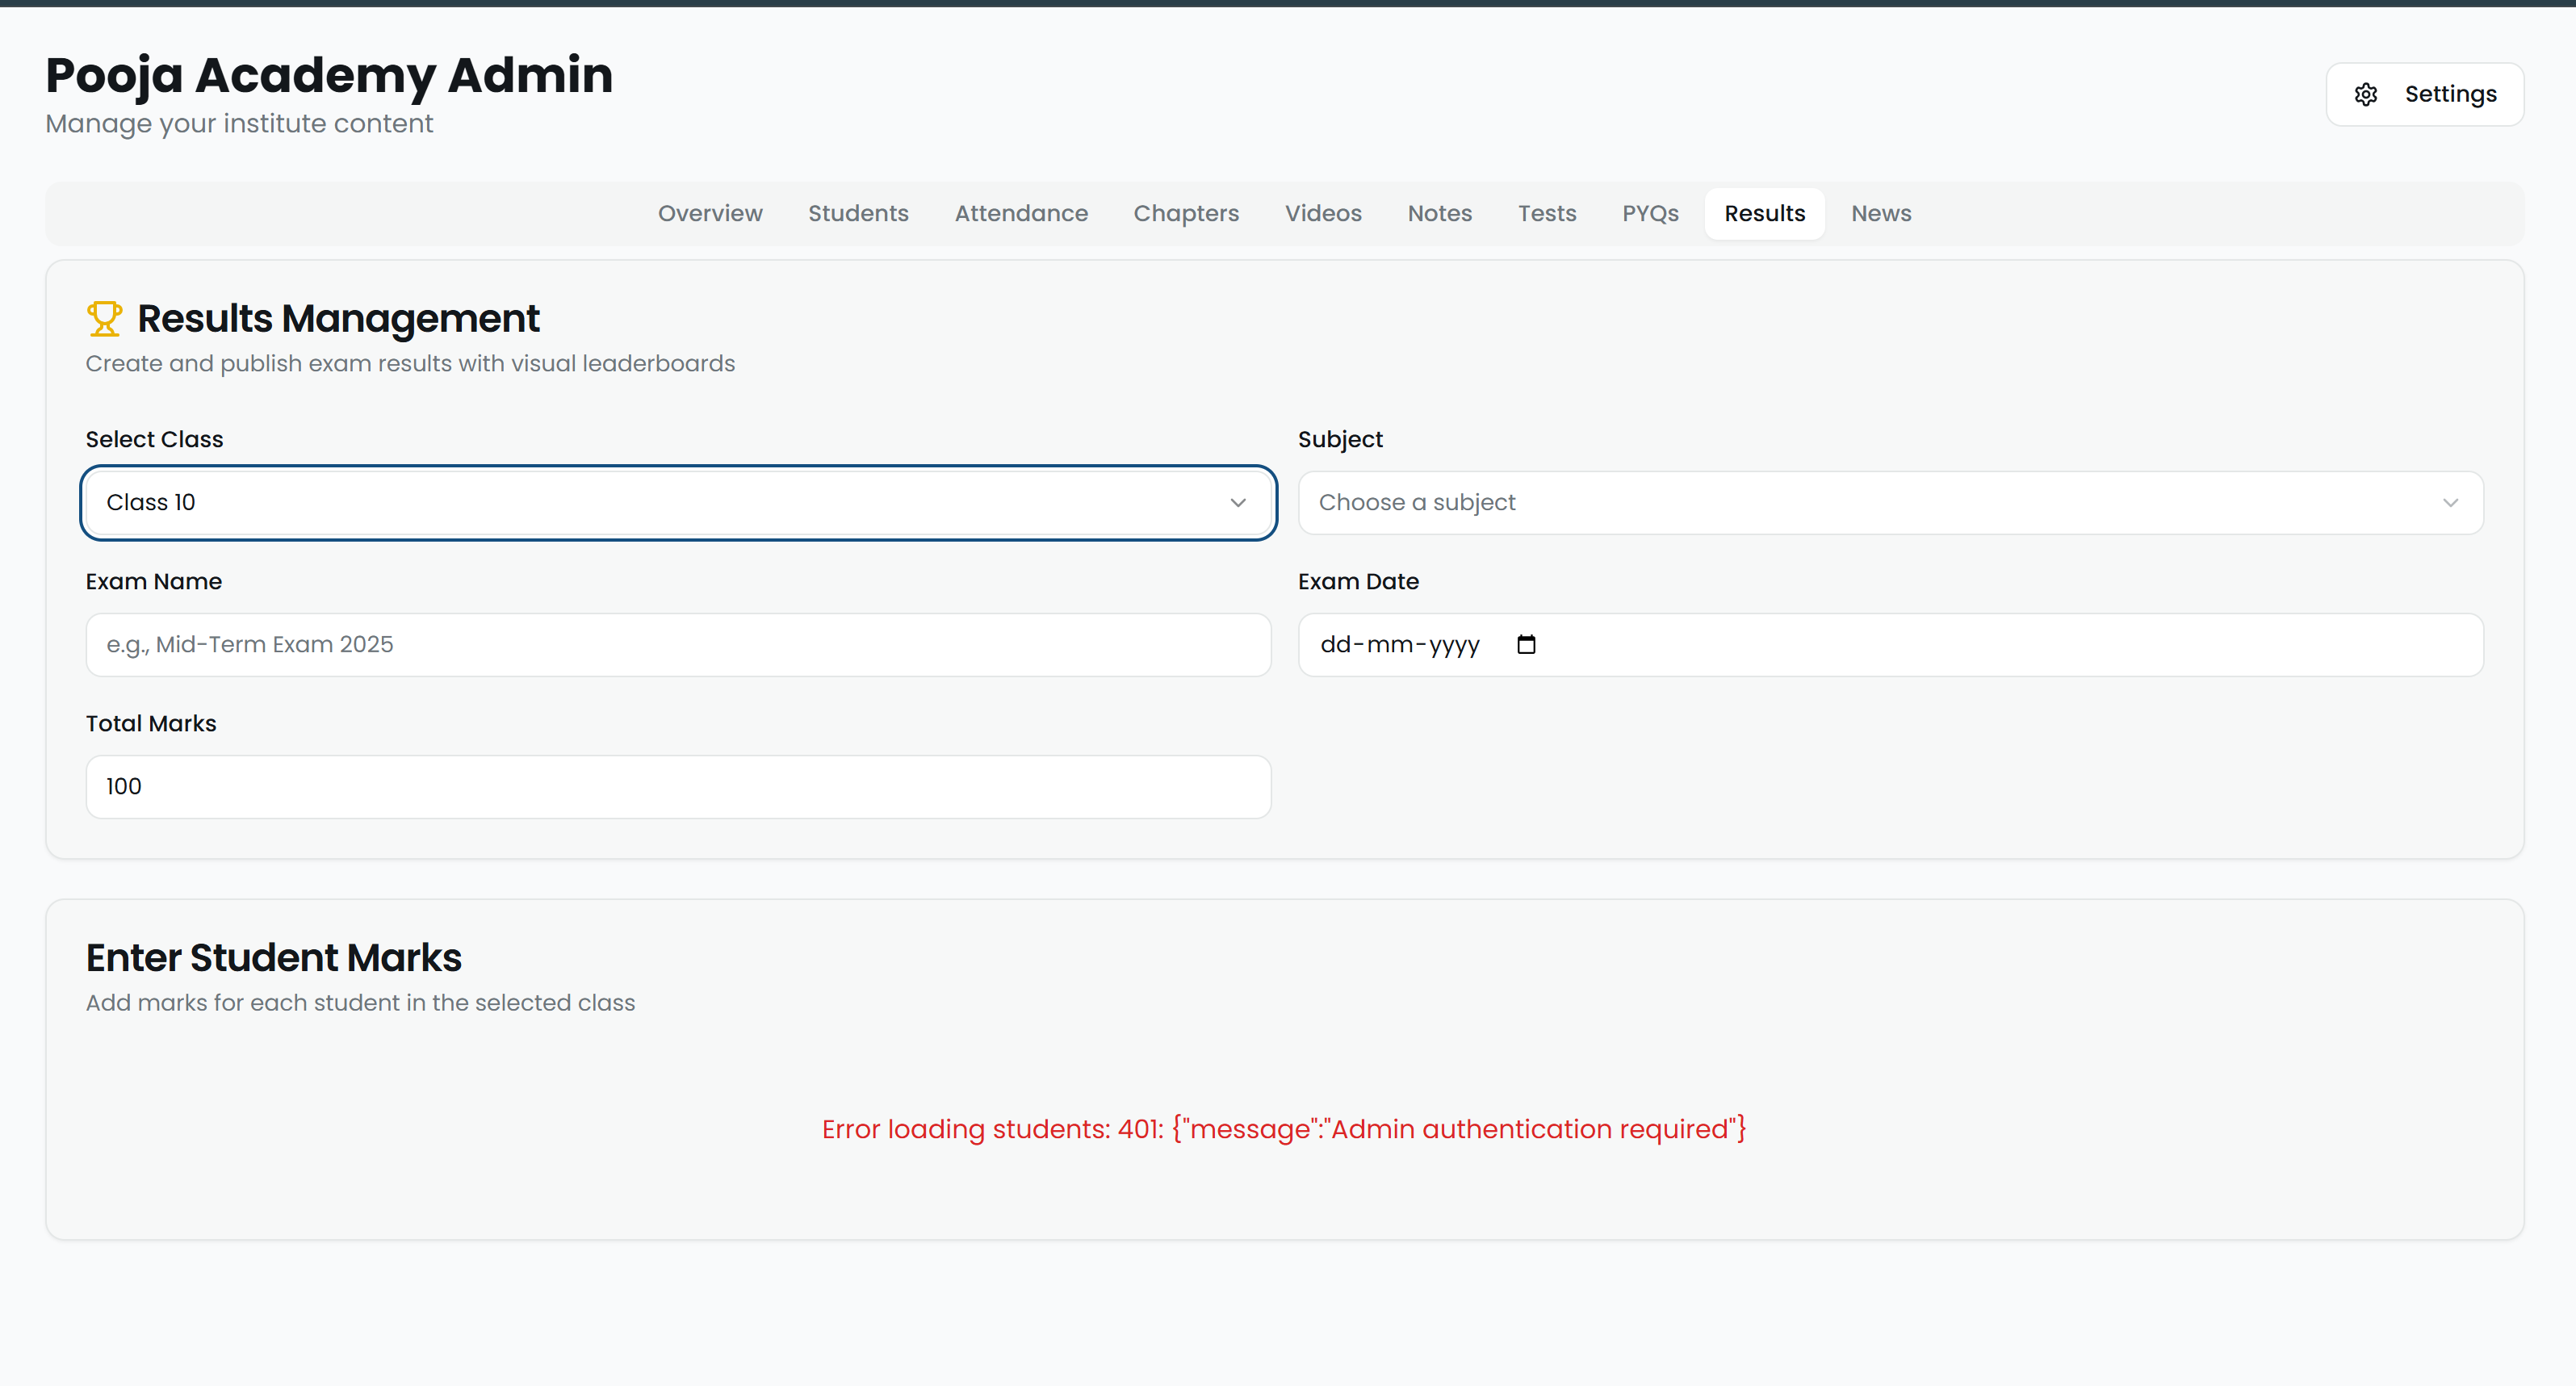 Pooja Academy Admin
Manage your institute content
Settings
Overview Students Attendance Chapters Videos Notes Tests PYQs Results News
Results Management
Create and publish exam results with visual leaderboards
Select Class
Class 10
Subject
Choose a subject
Exam Name
e.g., Mid-Term Exam 2025
Exam Date
dd-mm-yyyy
Total Marks
100
Enter Student Marks
Add marks for each student in the selected class
Error loading students: 401: {"message":"Admin authentication required"}